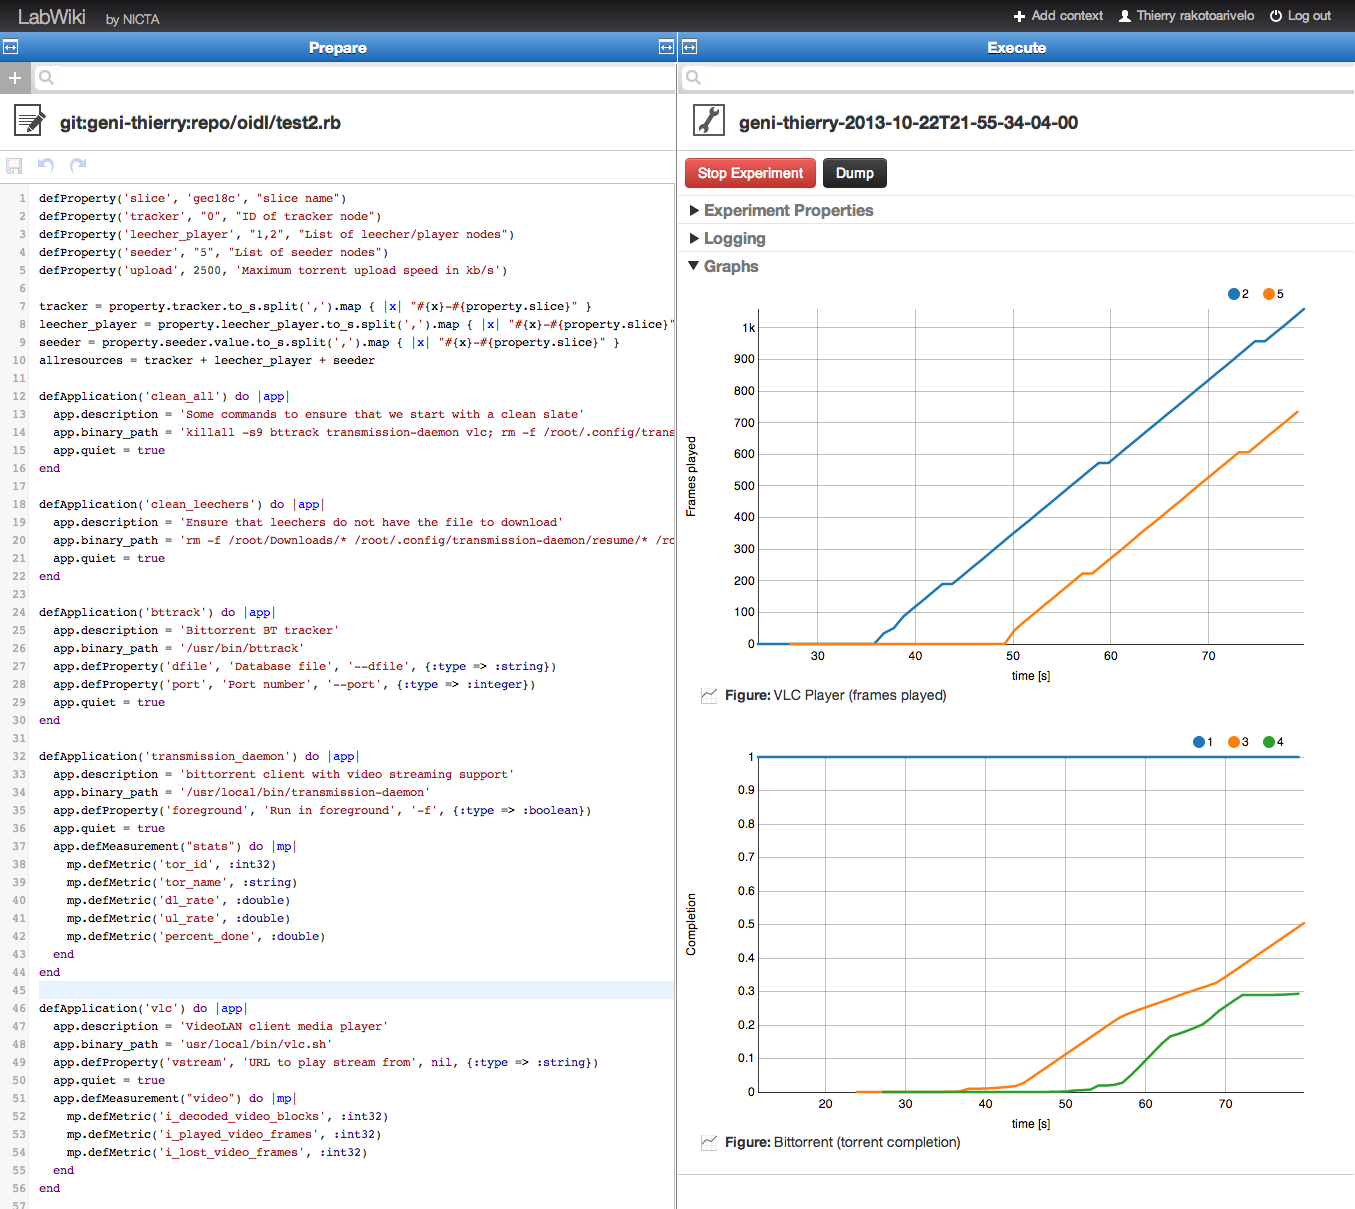 LabWiki by NICTA
Add context Thierry rakotoarivelo Log out
Prepare
git:geni-thierry:repo/oidl/test2.rb
1 defProperty('slice', 'gec18c', "slice name")
2 defProperty('tracker', "0", "ID of tracker node")
3 defProperty('leecher_player', "1,2", "List of leecher/player nodes")
4 defProperty('seeder', "5", "List of seeder nodes")
5 defProperty('upload', 2500, 'Maximum torrent upload speed in kb/s')
6
7 tracker = property.tracker.to_s.split(',').map { |x| "#{x}-#{property.slice}" }
8 leecher_player = property.leecher_player.to_s.split(',').map { |x| "#{x}-#{property.slice}"
9 seeder = property.seeder.value.to_s.split(',').map { |x| "#{x}-#{property.slice}" }
10 allresources = tracker + leecher_player + seeder
11
12 defApplication('clean_all') do |app|
13 app.description = 'Some commands to ensure that we start with a clean slate'
14 app.binary_path = 'killall -s9 bttrack transmission-daemon vlc; rm -f /root/.config/trans
15 app.quiet = true
16 end
17
18 defApplication('clean_leechers') do |app|
19 app.description = 'Ensure that leechers do not have the file to download'
20 app.binary_path = 'rm -f /root/Downloads/* /root/.config/transmission-daemon/resume/* /ro
21 app.quiet = true
22 end
23
24 defApplication('bttrack') do |app|
25 app.description = 'Bittorrent BT tracker'
26 app.binary_path = '/usr/bin/bttrack'
27 app.defProperty('dfile', 'Database file', '--dfile', {:type => :string})
28 app.defProperty('port', 'Port number', '--port', {:type => :integer})
29 app.quiet = true
30 end
31
32 defApplication('transmission_daemon') do |app|
33 app.description = 'bittorrent client with video streaming support'
34 app.binary_path = '/usr/local/bin/transmission-daemon'
35 app.defProperty('foreground', 'Run in foreground', '-f', {:type => :boolean})
36 app.quiet = true
37 app.defMeasurement("stats") do |mp|
38 mp.defMetric('tor_id', :int32)
39 mp.defMetric('tor_name', :string)
40 mp.defMetric('dl_rate', :double)
41 mp.defMetric('ul_rate', :double)
42 mp.defMetric('percent_done', :double)
43 end
44 end
45
46 defApplication('vlc') do |app|
47 app.description = 'VideoLAN client media player'
48 app.binary_path = 'usr/local/bin/vlc.sh'
49 app.defProperty('vstream', 'URL to play stream from', nil, {:type => :string})
50 app.quiet = true
51 app.defMeasurement("video") do |mp|
52 mp.defMetric('i_decoded_video_blocks', :int32)
53 mp.defMetric('i_played_video_frames', :int32)
54 mp.defMetric('i_lost_video_frames', :int32)
55 end
56 end
57
Execute
geni-thierry-2013-10-22T21-55-34-04-00
Stop Experiment Dump
Experiment Properties
Logging
Graphs
2 5
1k
900
800
700
600
500
400
300
200
100
0
Frames played
30 40 50 60 70
time [s]
Figure: VLC Player (frames played)
1 3 4
1
0.9
0.8
0.7
0.6
0.5
0.4
0.3
0.2
0.1
0
Completion
20 30 40 50 60 70
time [s]
Figure: Bittorrent (torrent completion)